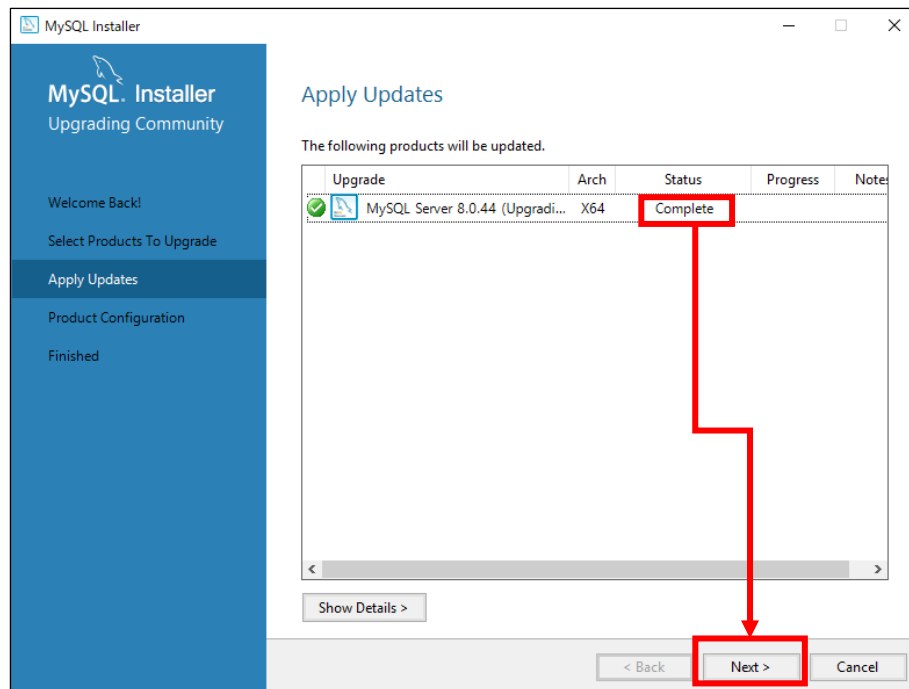 MySQL Installer
MySQL. Installer
Upgrading Community
Welcome Back!
Select Products To Upgrade
Apply Updates
Product Configuration
Finished
Apply Updates
The following products will be updated.
Upgrade Arch Status Progress Notes
MySQL Server 8.0.44 (Upgradi... X64 Complete
Show Details >
< Back Next > Cancel